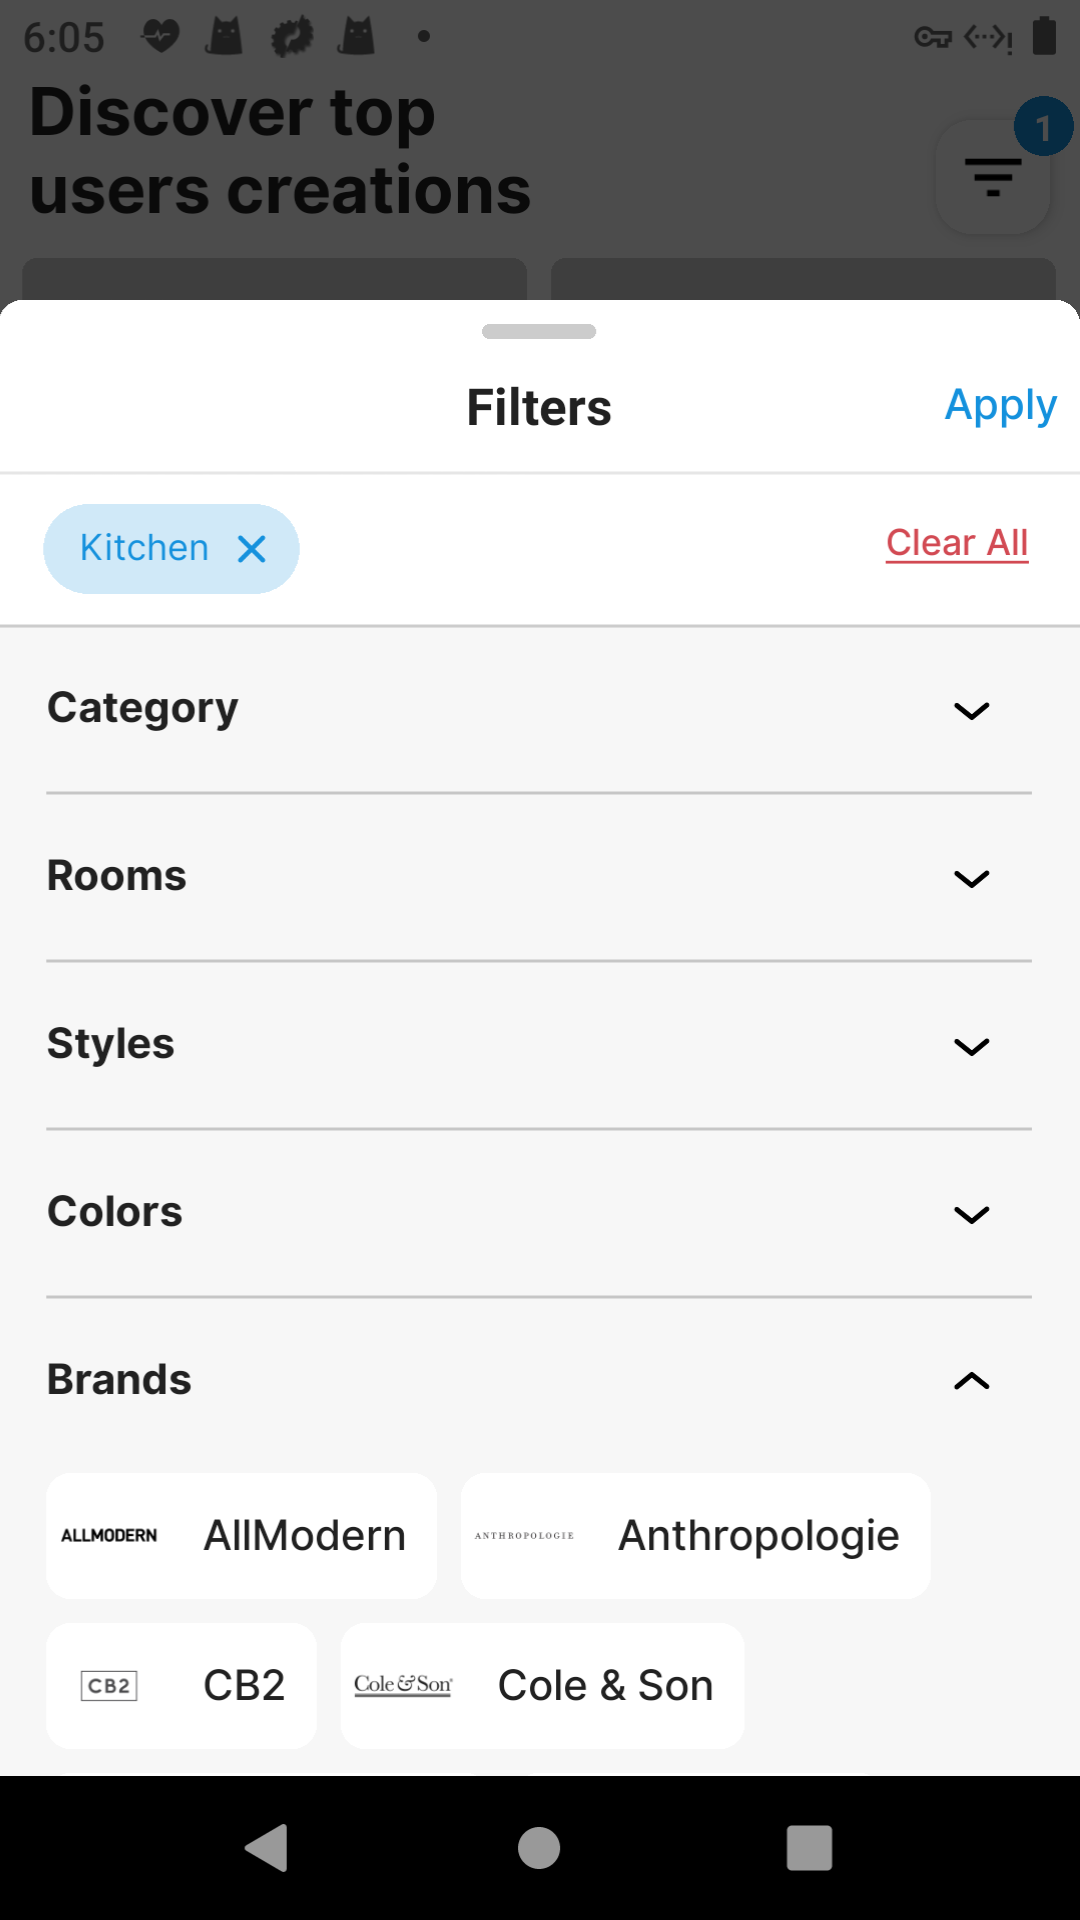 6:05
Discover top
users creations
1
Filters
Apply
Kitchen
Clear All
Category
Rooms
Styles
Colors
Brands
ALLMODERN AllModern
ANTHROPOLOGIE Anthropologie
CB2 CB2
Cole & Son Cole & Son